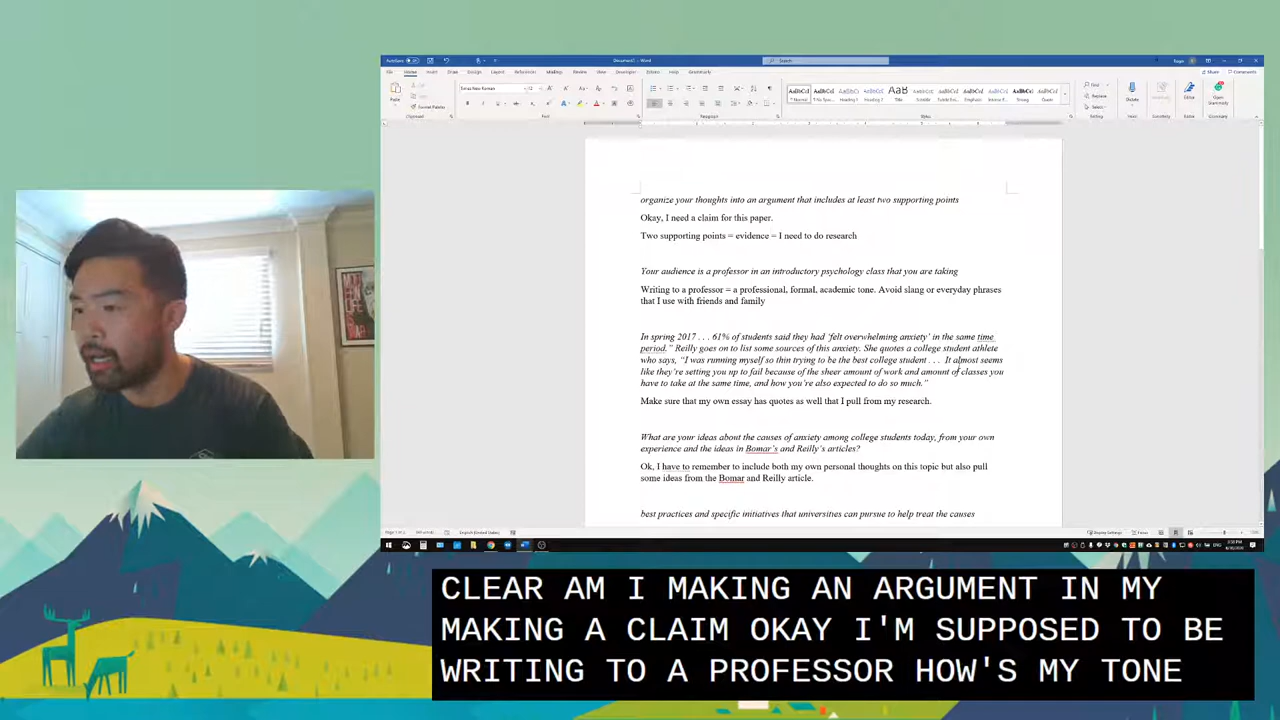 Document1 - Word
Search
Share
Comments
organize your thoughts into an argument that includes at least two supporting points
Okay, I need a claim for this paper.
Two supporting points = evidence = I need to do research
Your audience is a professor in an introductory psychology class that you are taking
Writing to a professor = a professional, formal, academic tone. Avoid slang or everyday phrases
that I use with friends and family
In spring 2017 . . . 61% of students said they had 'felt overwhelming anxiety' in the same time
period." Reilly goes on to list some sources of this anxiety. She quotes a college student athlete
who says, "I was running myself so thin trying to be the best college student . . .  It almost seems
like they're setting you up to fail because of the sheer amount of work and amount of classes you
have to take at the same time, and how you're also expected to do so much."
Make sure that my own essay has quotes as well that I pull from my research.
What are your ideas about the causes of anxiety among college students today, from your own
experience and the ideas in Bomar's and Reilly's articles?
Ok, I have to remember to include both my own personal thoughts on this topic but also pull
some ideas from the Bomar and Reilly article.
best practices and specific initiatives that universities can pursue to help treat the causes
English (United States)
CLEAR AM I MAKING AN ARGUMENT IN MY
MAKING A CLAIM OKAY I'M SUPPOSED TO BE
WRITING TO A PROFESSOR HOW'S MY TONE